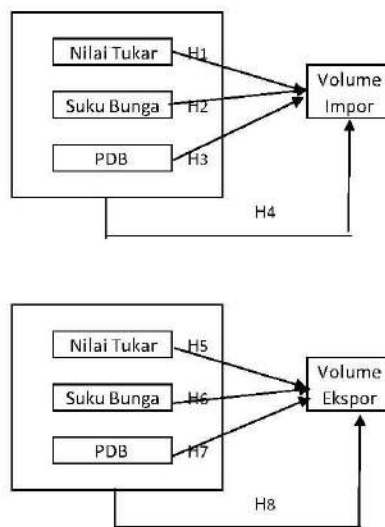 Nilai Tukar
H1
Suku Bunga
H2
PDB
H3
Volume
Impor
H4
Nilai Tukar
H5
Suku Bunga
H6
PDB
H7
Volume
Ekspor
H8